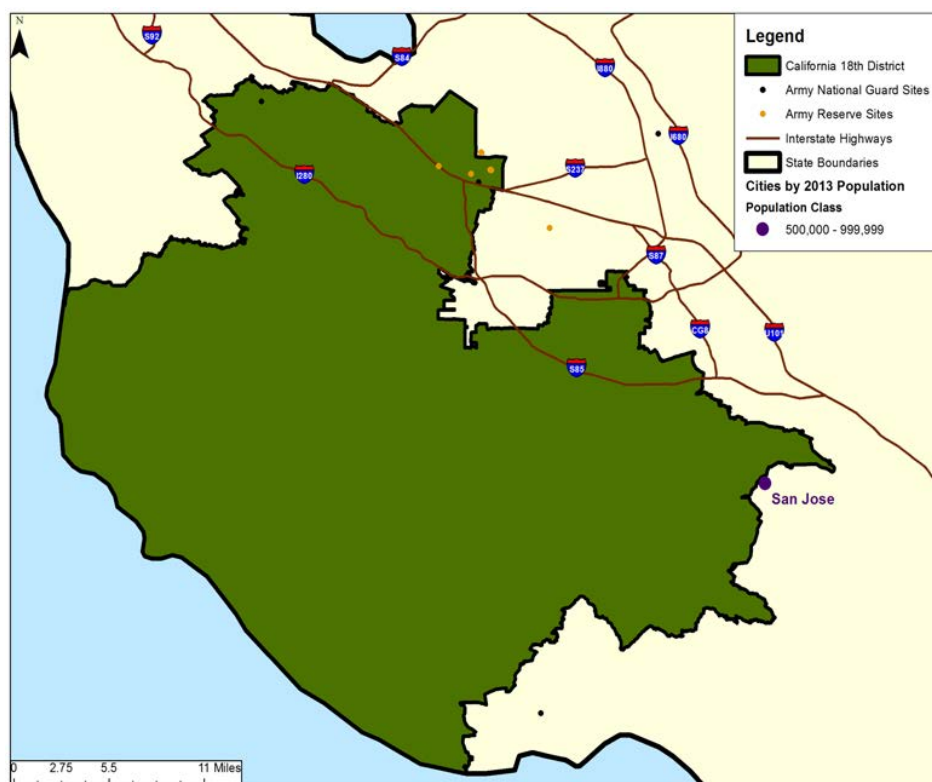 N
S92
S84
I880
I680
I280
S237
S87
CG8
U101
S85
San Jose
Legend
California 18th District
Army National Guard Sites
Army Reserve Sites
Interstate Highways
State Boundaries
Cities by 2013 Population
Population Class
500,000 - 999,999
0 2.75 5.5 11 Miles